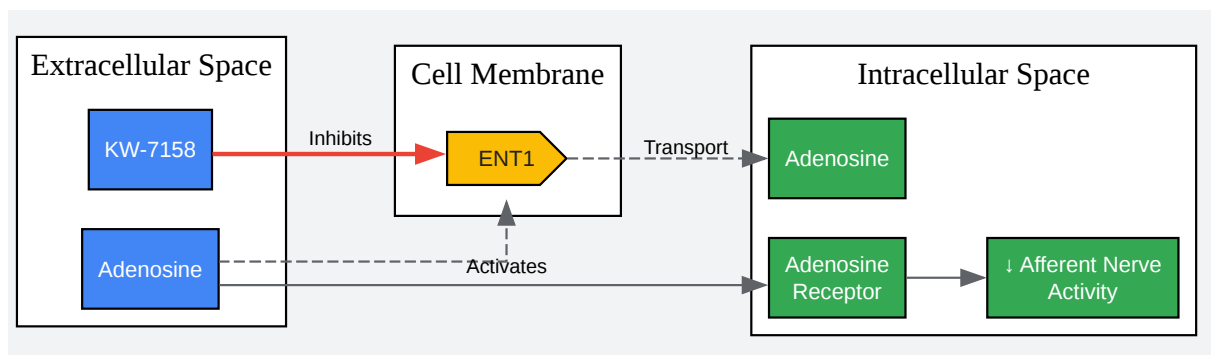 Extracellular Space
Cell Membrane
Intracellular Space
KW-7158
Inhibits
ENT1
Transport
Adenosine
Adenosine
Activates
Adenosine
Receptor
↓ Afferent Nerve
Activity